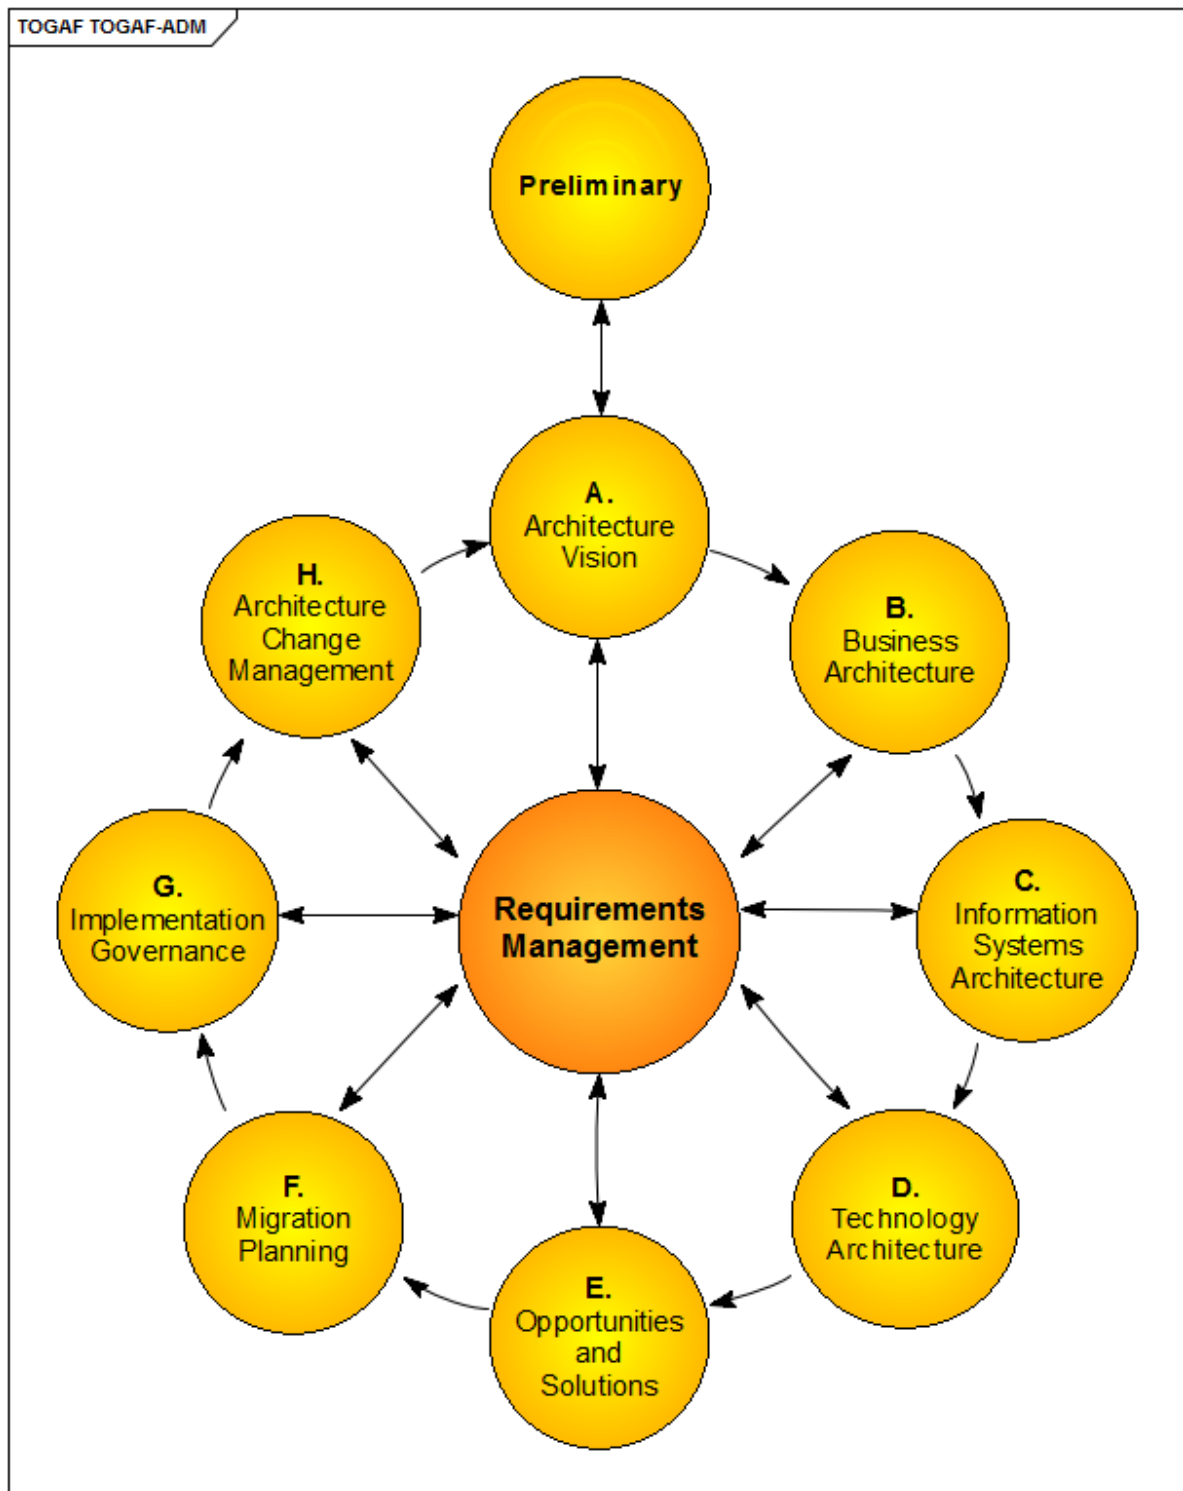 TOGAF TOGAF-ADM
Preliminary
A.
Architecture
Vision
B.
Business
Architecture
C.
Information
Systems
Architecture
D.
Technology
Architecture
E.
Opportunities
and
Solutions
F.
Migration
Planning
G.
Implementation
Governance
H.
Architecture
Change
Management
Requirements
Management